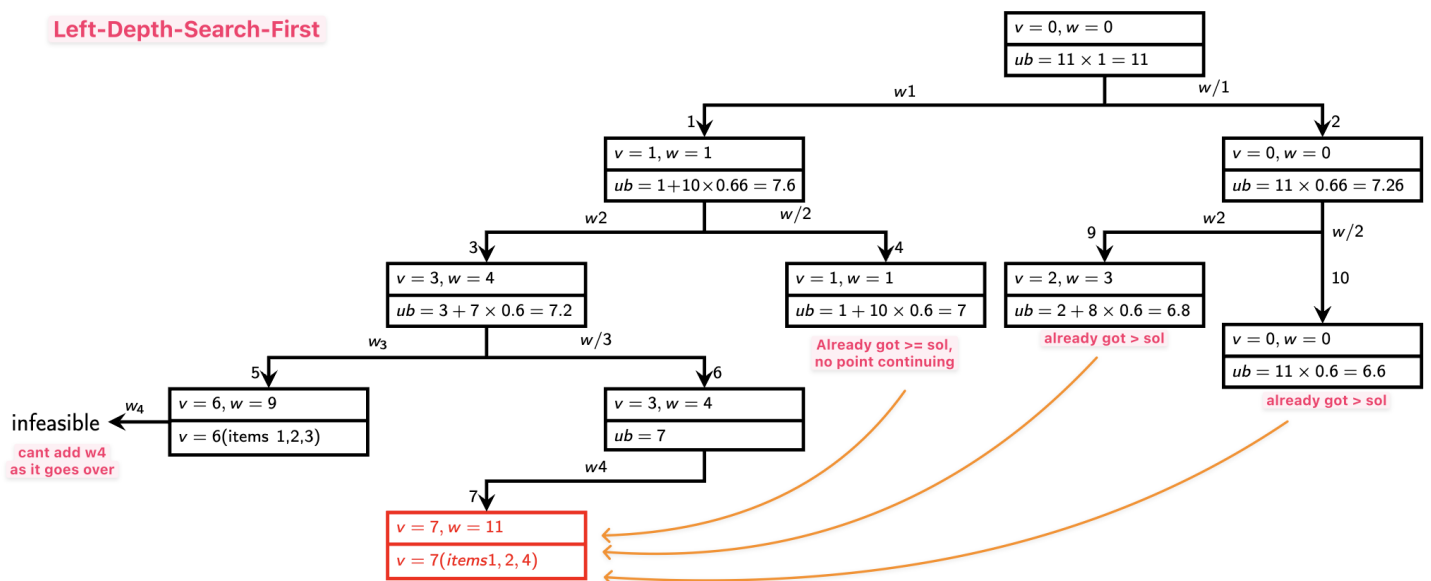 Left-Depth-Search-First
v = 0, w = 0
ub = 11 × 1 = 11
w1
w/1
1
2
v = 1, w = 1
ub = 1+10×0.66 = 7.6
v = 0, w = 0
ub = 11 × 0.66 = 7.26
w2
w/2
w2
w/2
3
4
9
10
v = 3, w = 4
ub = 3 + 7 × 0.6 = 7.2
v = 1, w = 1
ub = 1 + 10 × 0.6 = 7
v = 2, w = 3
ub = 2 + 8 × 0.6 = 6.8
Already got >= sol,
no point continuing
already got > sol
v = 0, w = 0
ub = 11 × 0.6 = 6.6
already got > sol
w₃
w/3
5
6
infeasible
w₄
cant add w4
as it goes over
v = 6, w = 9
v = 6(items 1,2,3)
v = 3, w = 4
ub = 7
w4
7
v = 7, w = 11
v = 7(items1, 2, 4)